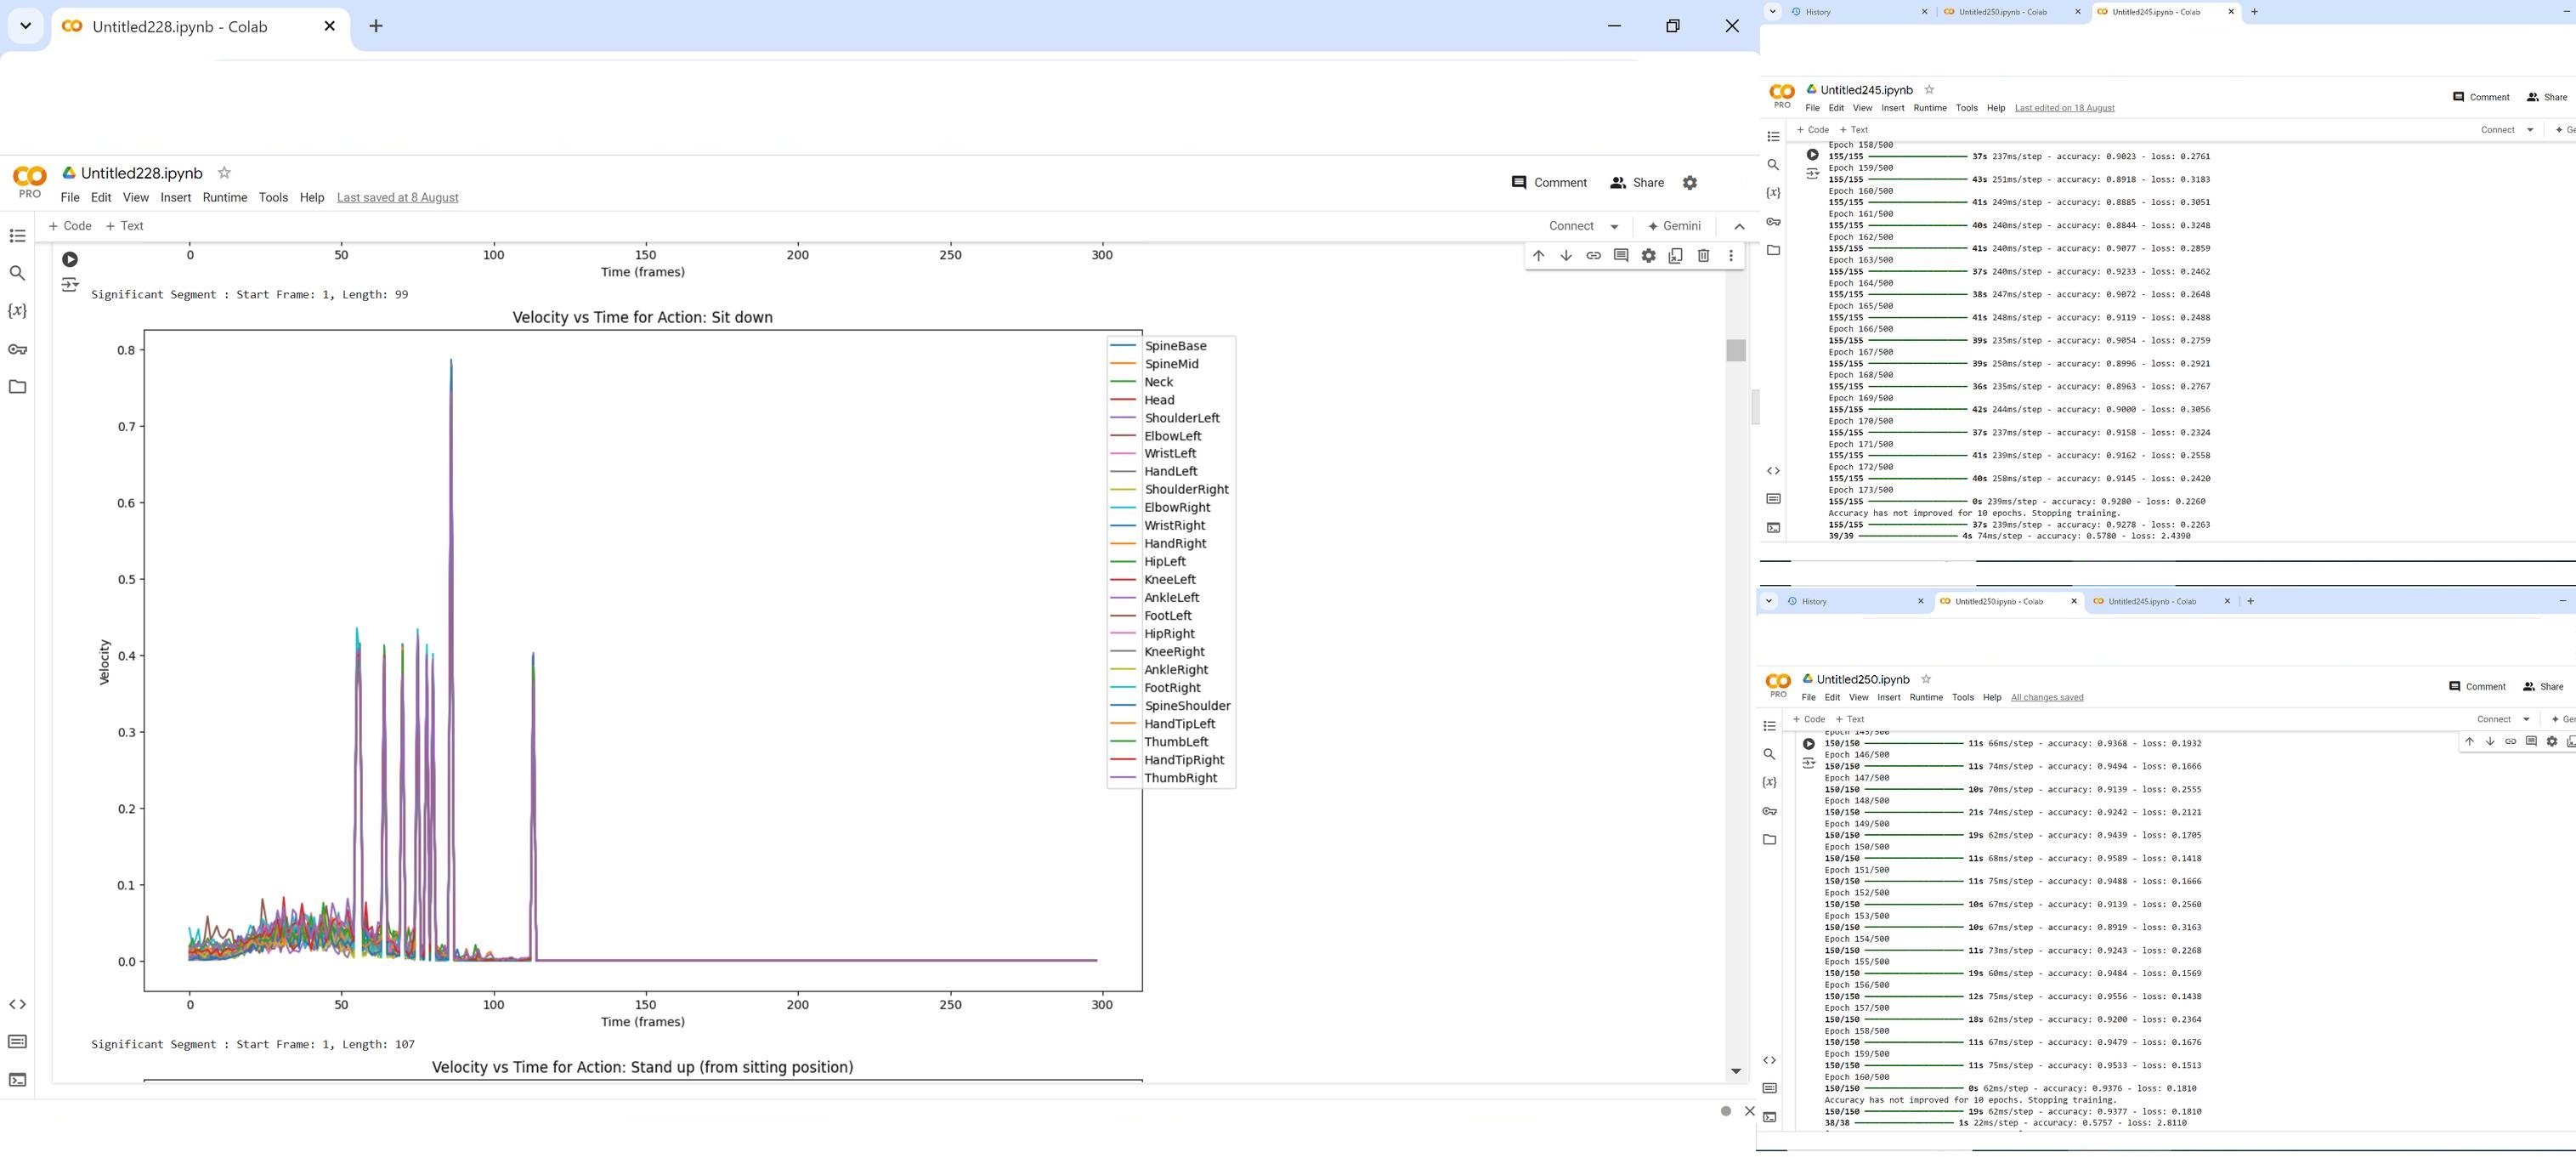 Untitled228.ipynb - Colab
PRO
Untitled228.ipynb
File Edit View Insert Runtime Tools Help Last saved at 8 August
Comment Share
+ Code + Text
Connect Gemini
0 50 100 150 200 250 300
Time (frames)
Significant Segment : Start Frame: 1, Length: 99
Velocity vs Time for Action: Sit down
0.8
0.7
0.6
0.5
0.4
0.3
0.2
0.1
0.0
Velocity
SpineBase
SpineMid
Neck
Head
ShoulderLeft
ElbowLeft
WristLeft
HandLeft
ShoulderRight
ElbowRight
WristRight
HandRight
HipLeft
KneeLeft
AnkleLeft
FootLeft
HipRight
KneeRight
AnkleRight
FootRight
SpineShoulder
HandTipLeft
ThumbLeft
HandTipRight
ThumbRight
0 50 100 150 200 250 300
Time (frames)
Significant Segment : Start Frame: 1, Length: 107
Velocity vs Time for Action: Stand up (from sitting position)
History Untitled250.ipynb - Colab Untitled245.ipynb - Colab
PRO
Untitled245.ipynb
File Edit View Insert Runtime Tools Help Last edited on 18 August
Comment Share
+ Code + Text
Connect Ge
Epoch 158/500
155/155 37s 237ms/step - accuracy: 0.9023 - loss: 0.2761
Epoch 159/500
155/155 43s 251ms/step - accuracy: 0.8918 - loss: 0.3183
Epoch 160/500
155/155 41s 249ms/step - accuracy: 0.8885 - loss: 0.3051
Epoch 161/500
155/155 40s 240ms/step - accuracy: 0.8844 - loss: 0.3248
Epoch 162/500
155/155 41s 240ms/step - accuracy: 0.9077 - loss: 0.2859
Epoch 163/500
155/155 37s 240ms/step - accuracy: 0.9233 - loss: 0.2462
Epoch 164/500
155/155 38s 247ms/step - accuracy: 0.9072 - loss: 0.2648
Epoch 165/500
155/155 41s 248ms/step - accuracy: 0.9119 - loss: 0.2488
Epoch 166/500
155/155 39s 235ms/step - accuracy: 0.9054 - loss: 0.2759
Epoch 167/500
155/155 39s 250ms/step - accuracy: 0.8996 - loss: 0.2921
Epoch 168/500
155/155 36s 235ms/step - accuracy: 0.8963 - loss: 0.2767
Epoch 169/500
155/155 42s 244ms/step - accuracy: 0.9000 - loss: 0.3056
Epoch 170/500
155/155 37s 237ms/step - accuracy: 0.9158 - loss: 0.2324
Epoch 171/500
155/155 41s 239ms/step - accuracy: 0.9162 - loss: 0.2558
Epoch 172/500
155/155 40s 258ms/step - accuracy: 0.9145 - loss: 0.2420
Epoch 173/500
155/155 0s 239ms/step - accuracy: 0.9280 - loss: 0.2260
Accuracy has not improved for 10 epochs. Stopping training.
155/155 37s 239ms/step - accuracy: 0.9278 - loss: 0.2263
39/39 4s 74ms/step - accuracy: 0.5780 - loss: 2.4390
History Untitled250.ipynb - Colab Untitled245.ipynb - Colab
PRO
Untitled250.ipynb
File Edit View Insert Runtime Tools Help All changes saved
Comment Share
+ Code + Text
Connect Ge
Epoch 145/500
150/150 11s 66ms/step - accuracy: 0.9368 - loss: 0.1932
Epoch 146/500
150/150 11s 74ms/step - accuracy: 0.9494 - loss: 0.1666
Epoch 147/500
150/150 10s 70ms/step - accuracy: 0.9139 - loss: 0.2555
Epoch 148/500
150/150 21s 74ms/step - accuracy: 0.9242 - loss: 0.2121
Epoch 149/500
150/150 19s 62ms/step - accuracy: 0.9439 - loss: 0.1705
Epoch 150/500
150/150 11s 68ms/step - accuracy: 0.9589 - loss: 0.1418
Epoch 151/500
150/150 11s 75ms/step - accuracy: 0.9488 - loss: 0.1666
Epoch 152/500
150/150 10s 67ms/step - accuracy: 0.9139 - loss: 0.2560
Epoch 153/500
150/150 10s 67ms/step - accuracy: 0.8919 - loss: 0.3163
Epoch 154/500
150/150 11s 73ms/step - accuracy: 0.9243 - loss: 0.2268
Epoch 155/500
150/150 19s 60ms/step - accuracy: 0.9484 - loss: 0.1569
Epoch 156/500
150/150 12s 75ms/step - accuracy: 0.9556 - loss: 0.1438
Epoch 157/500
150/150 18s 62ms/step - accuracy: 0.9200 - loss: 0.2364
Epoch 158/500
150/150 11s 67ms/step - accuracy: 0.9479 - loss: 0.1676
Epoch 159/500
150/150 11s 75ms/step - accuracy: 0.9533 - loss: 0.1513
Epoch 160/500
150/150 0s 62ms/step - accuracy: 0.9376 - loss: 0.1810
Accuracy has not improved for 10 epochs. Stopping training.
150/150 19s 62ms/step - accuracy: 0.9377 - loss: 0.1810
38/38 1s 22ms/step - accuracy: 0.5757 - loss: 2.8110